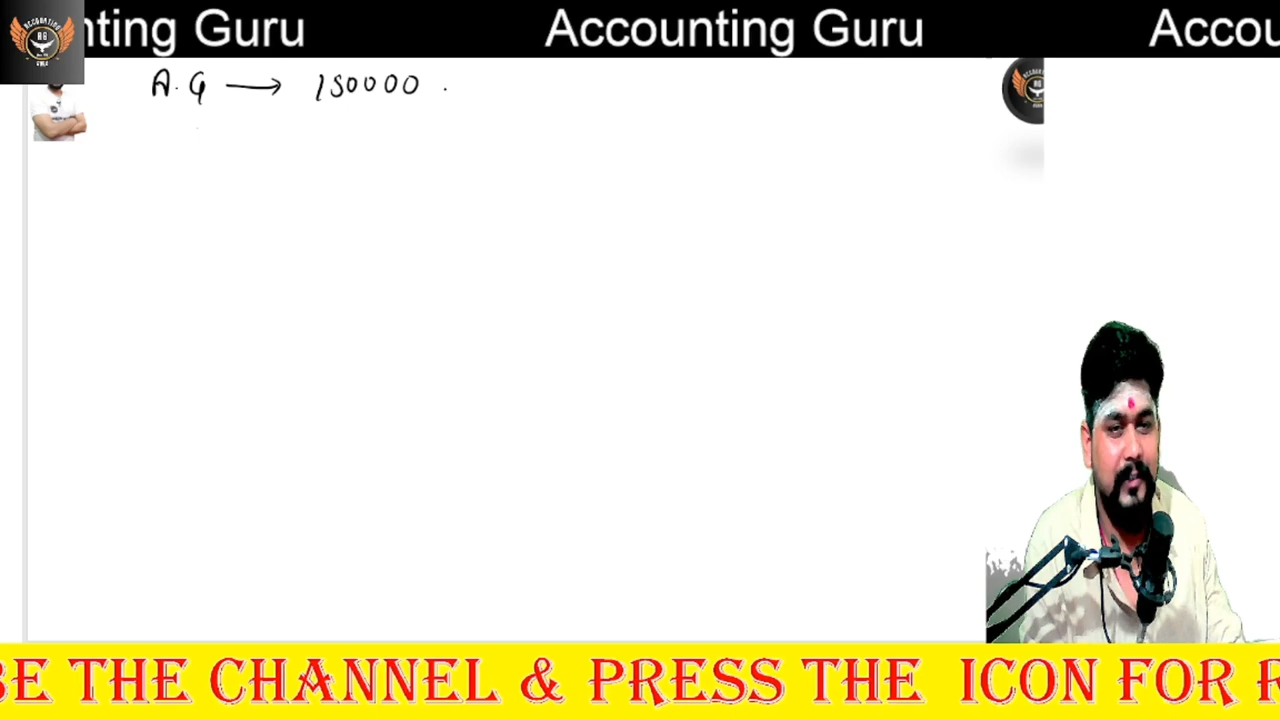 nting Guru Accounting Guru Accou
A.G → 150000.
BE THE CHANNEL & PRESS THE ICON FOR R